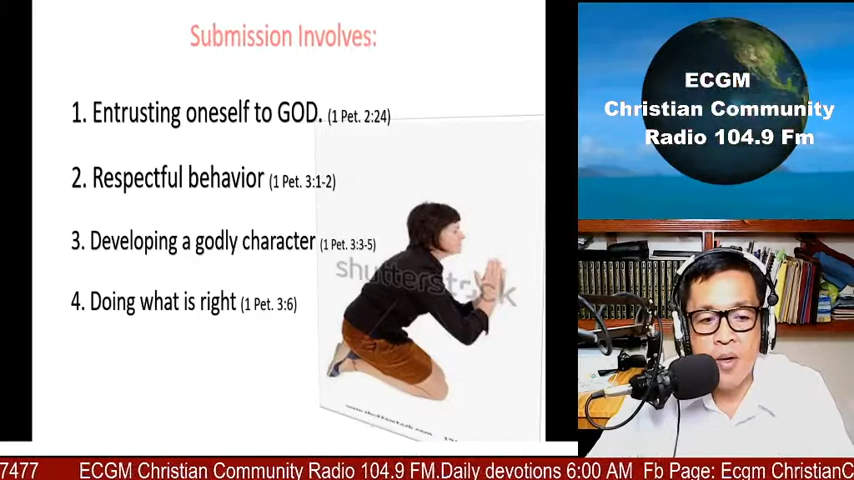 Submission Involves:
1. Entrusting oneself to GOD. (1 Pet. 2:24)
2. Respectful behavior (1 Pet. 3:1-2)
3. Developing a godly character (1 Pet. 3:3-5)
4. Doing what is right (1 Pet. 3:6)
shutterstock
www.shutterstock.com
ECGM
Christian Community
Radio 104.9 Fm
7477 ECGM Christian Community Radio 104.9 FM.Daily devotions 6:00 AM Fb Page: Ecgm ChristianC